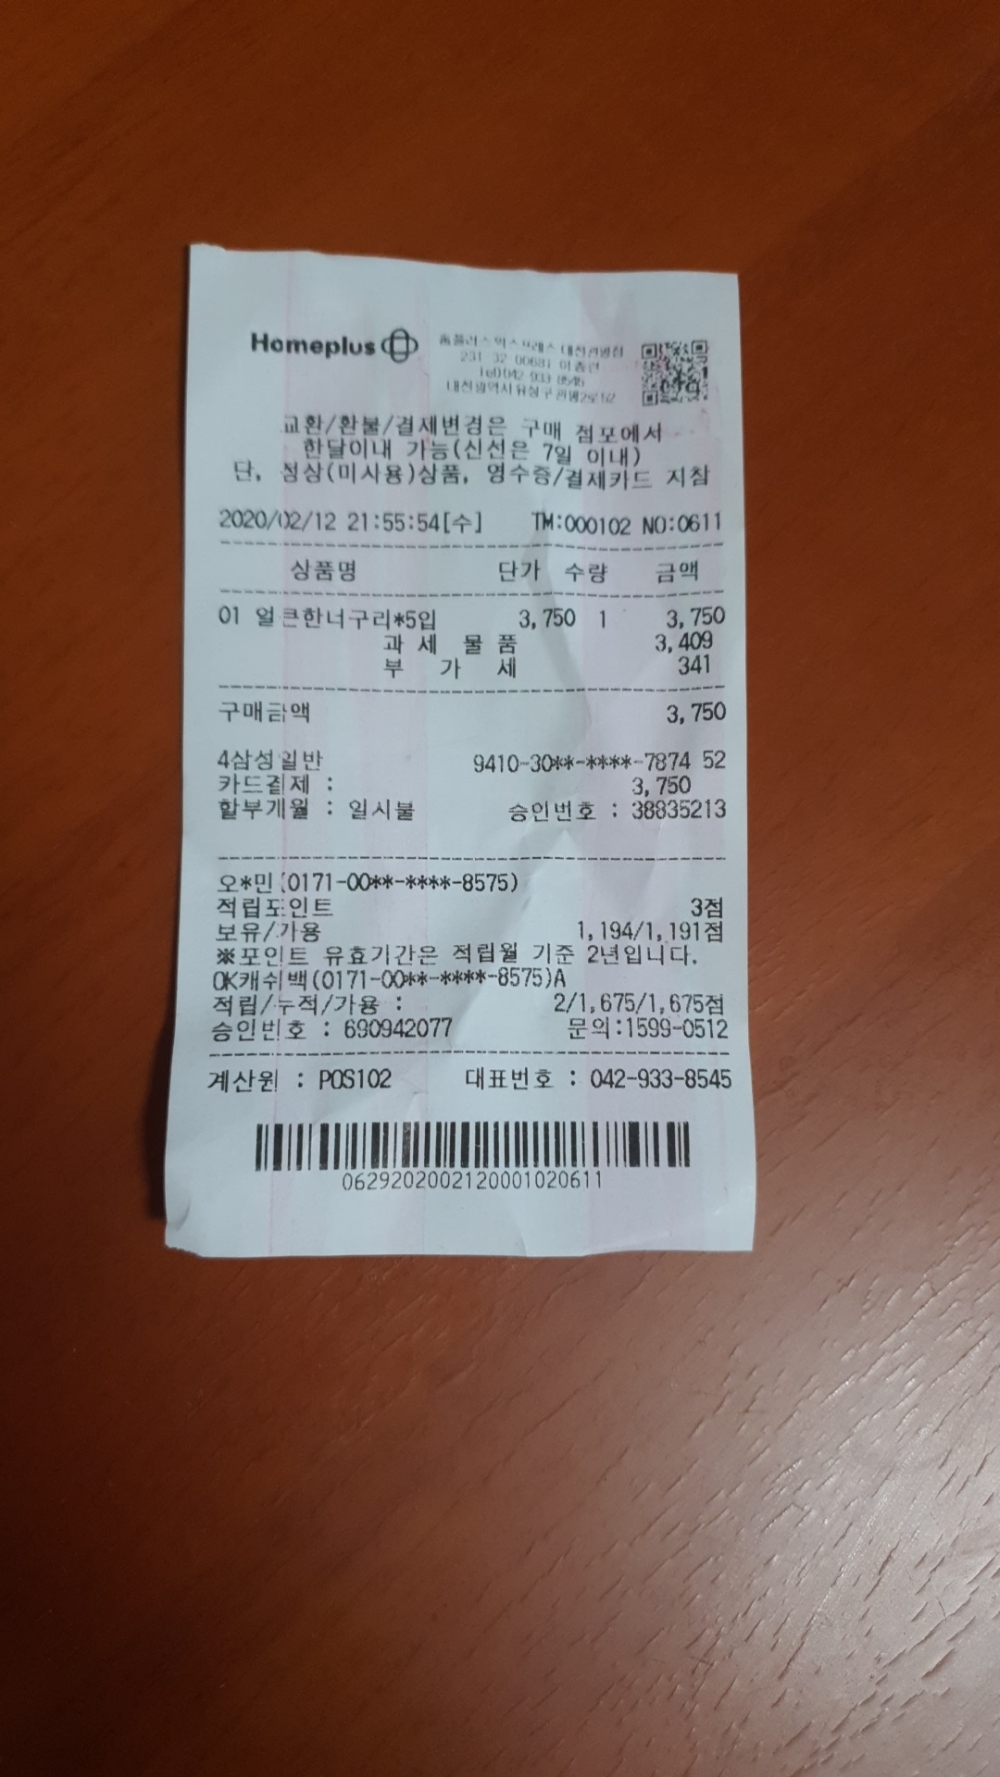 Homeplus
홈플러스익스프레스 대전관평점
대전광역시 유성구 관평2로
교환/환불/결제변경은 구매 점포에서
한달이내 가능(신선은 7일 이내)
단, 정상(미사용)상품, 영수증/결제카드 지참
2020/02/12 21:55:54[수] TM:000102 NO:0611
상품명 단가 수량 금액
01 얼큰한너구리*5입 3,750 1 3,750
과 세 물 품 3,409
부 가 세 341
구매금액 3,750
4삼성일반 9410-30**-****-7874 52
카드결제 : 3,750
할부개월 : 일시불 승인번호 : 38835213
오*민(0171-00**-****-8575)
적립포인트 3점
보유/가용 1,194/1,191점
※포인트 유효기간은 적립월 기준 2년입니다.
OK캐쉬백(0171-00**-****-8575)A
적립/누적/가용 : 2/1,675/1,675점
승인번호 : 690942077 문의:1599-0512
계산원 : POS102 대표번호 : 042-933-8545
0629202002120001020611